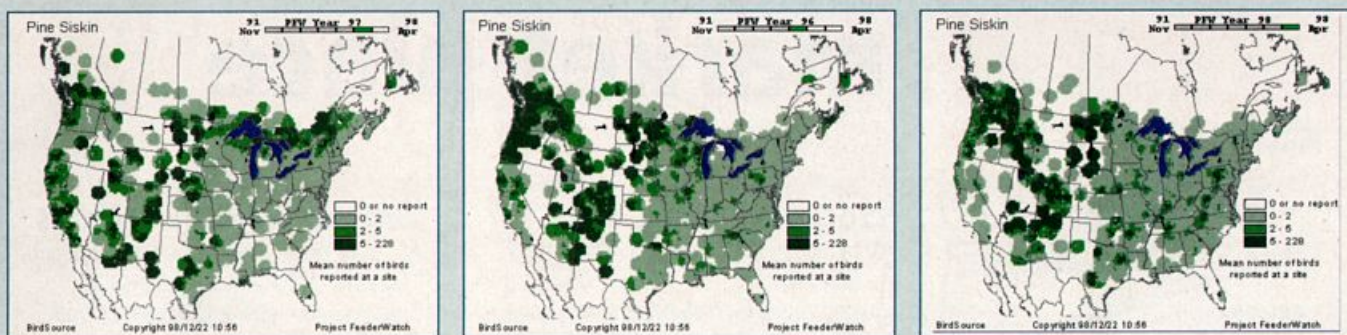 Pine Siskin
91 PFW Year 97 98
Nov Apr
0 or no report
0 - 2
2 - 5
5 - 228
Mean number of birds
reported at a site
BirdSource Copyright 98/12/22 10:56 Project FeederWatch
Pine Siskin
91 PFW Year 96 98
Nov Apr
0 or no report
0 - 2
2 - 5
5 - 228
Mean number of birds
reported at a site
BirdSource Copyright 98/12/22 10:56 Project FeederWatch
Pine Siskin
91 PFW Year 98 98
Nov Apr
0 or no report
0 - 2
2 - 5
5 - 228
Mean number of birds
reported at a site
BirdSource Copyright 98/12/22 10:56 Project FeederWatch